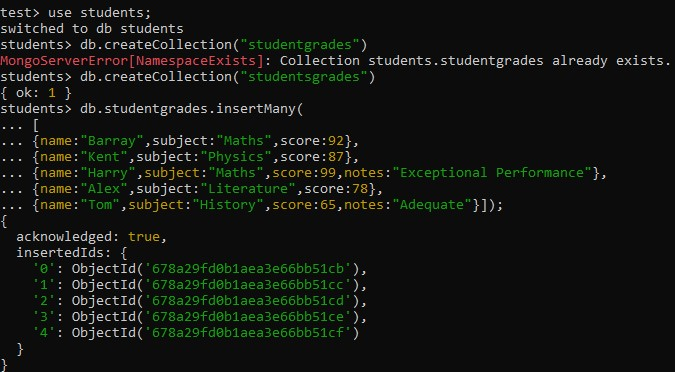 test> use students;
switched to db students
students> db.createCollection("studentgrades")
MongoServerError[NamespaceExists]: Collection students.studentgrades already exists.
students> db.createCollection("studentsgrades")
{ ok: 1 }
students> db.studentgrades.insertMany(
... [
... {name:"Barray",subject:"Maths",score:92},
... {name:"Kent",subject:"Physics",score:87},
... {name:"Harry",subject:"Maths",score:99,notes:"Exceptional Performance"},
... {name:"Alex",subject:"Literature",score:78},
... {name:"Tom",subject:"History",score:65,notes:"Adequate"}]);
{
  acknowledged: true,
  insertedIds: {
    '0': ObjectId('678a29fd0b1aea3e66bb51cb'),
    '1': ObjectId('678a29fd0b1aea3e66bb51cc'),
    '2': ObjectId('678a29fd0b1aea3e66bb51cd'),
    '3': ObjectId('678a29fd0b1aea3e66bb51ce'),
    '4': ObjectId('678a29fd0b1aea3e66bb51cf')
  }
}